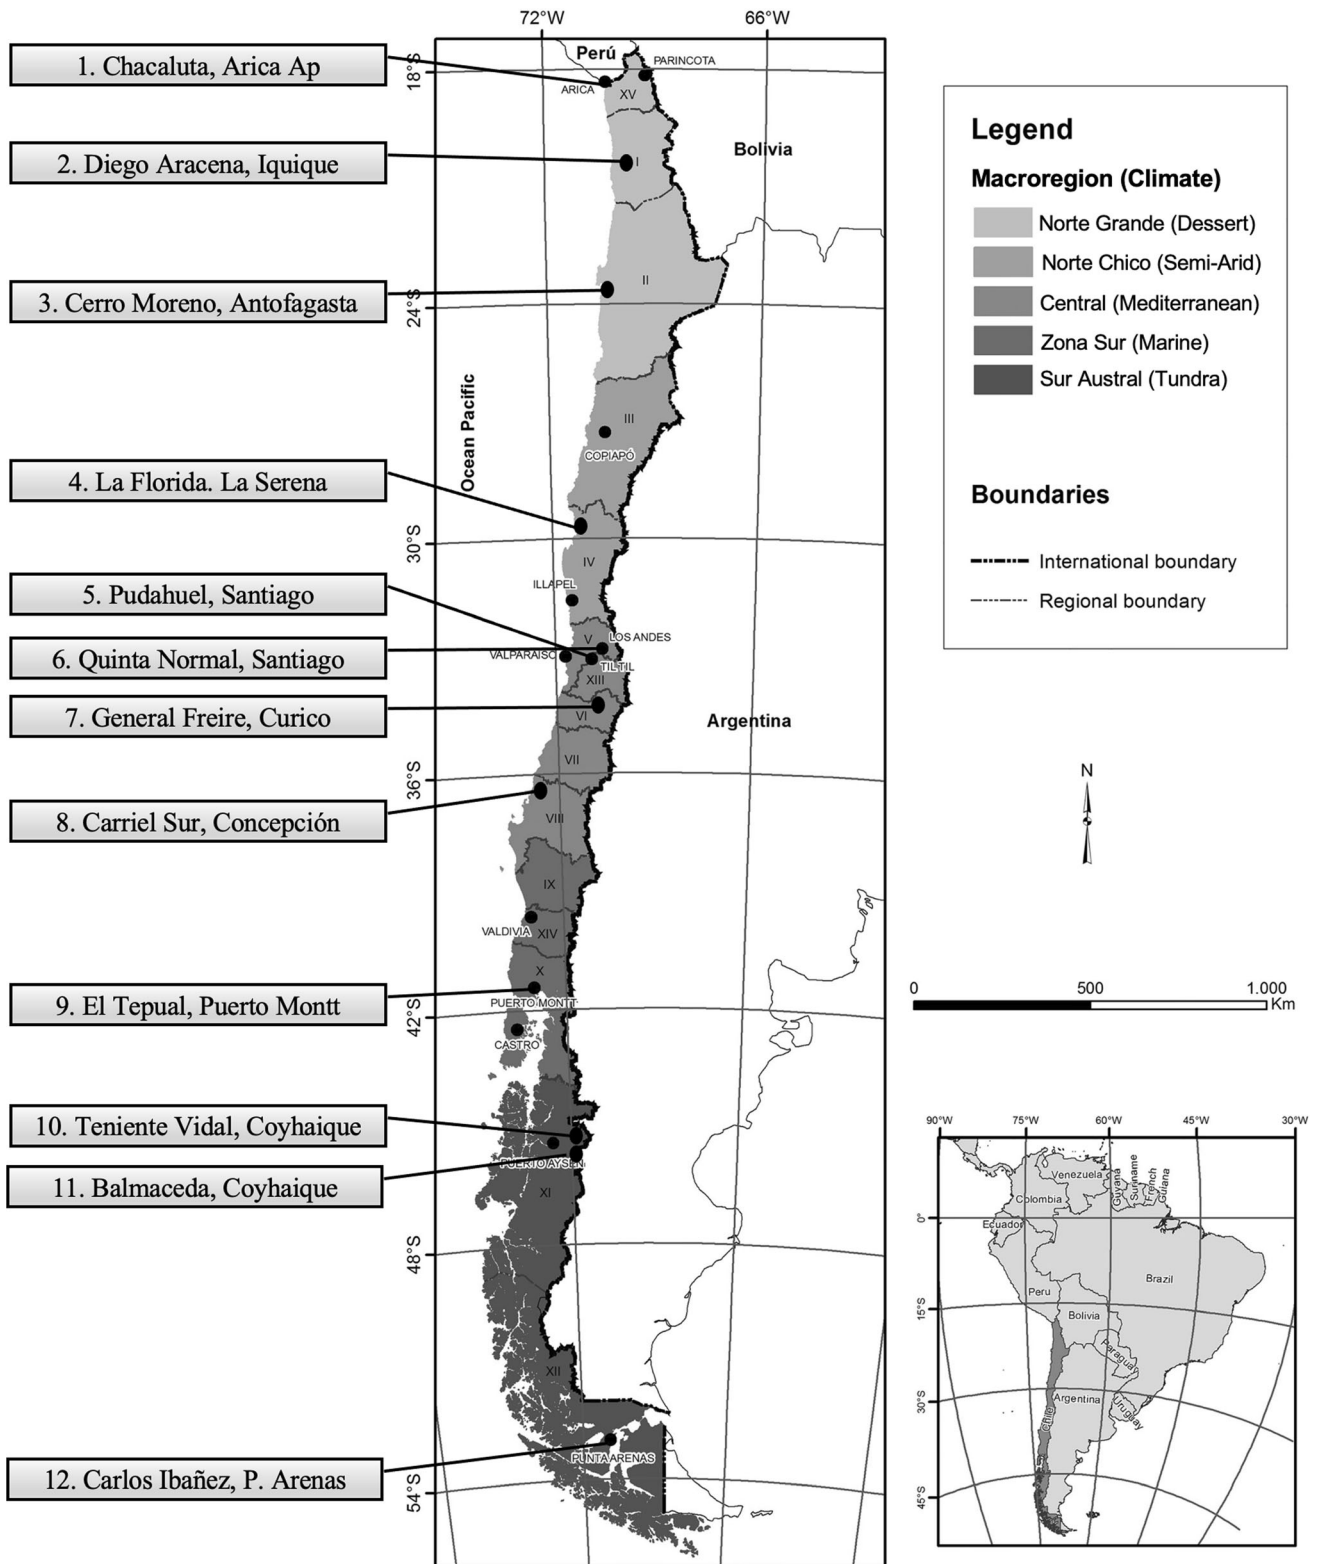 72°W
66°W
1. Chacaluta, Arica Ap
2. Diego Aracena, Iquique
3. Cerro Moreno, Antofagasta
4. La Florida. La Serena
5. Pudahuel, Santiago
6. Quinta Normal, Santiago
7. General Freire, Curico
8. Carriel Sur, Concepción
9. El Tepual, Puerto Montt
10. Teniente Vidal, Coyhaique
11. Balmaceda, Coyhaique
12. Carlos Ibañez, P. Arenas
18°S
24°S
30°S
36°S
42°S
48°S
54°S
Ocean Pacific
Perú
PARINCOTA
ARICA
XV
Bolivia
I
II
III
COPIAPÓ
IV
ILLAPEL
V
LOS ANDES
VALPARAISO
TILTIL
XIII
VI
Argentina
VII
VIII
IX
VALDIVIA
XIV
X
PUERTO MONTT
CASTRO
PUERTO AYSEN
XI
XII
PUNTA ARENAS
Legend
Macroregion (Climate)
Norte Grande (Dessert)
Norte Chico (Semi-Arid)
Central (Mediterranean)
Zona Sur (Marine)
Sur Austral (Tundra)
Boundaries
International boundary
Regional boundary
N
0
500
1.000
Km
90°W
75°W
60°W
45°W
30°W
0°
15°S
30°S
45°S
Venezuela
Guyana
Suriname
French
Guiana
Colombia
Ecuador
Brazil
Peru
Bolivia
Paraguay
Argentina
Uruguay
Chile